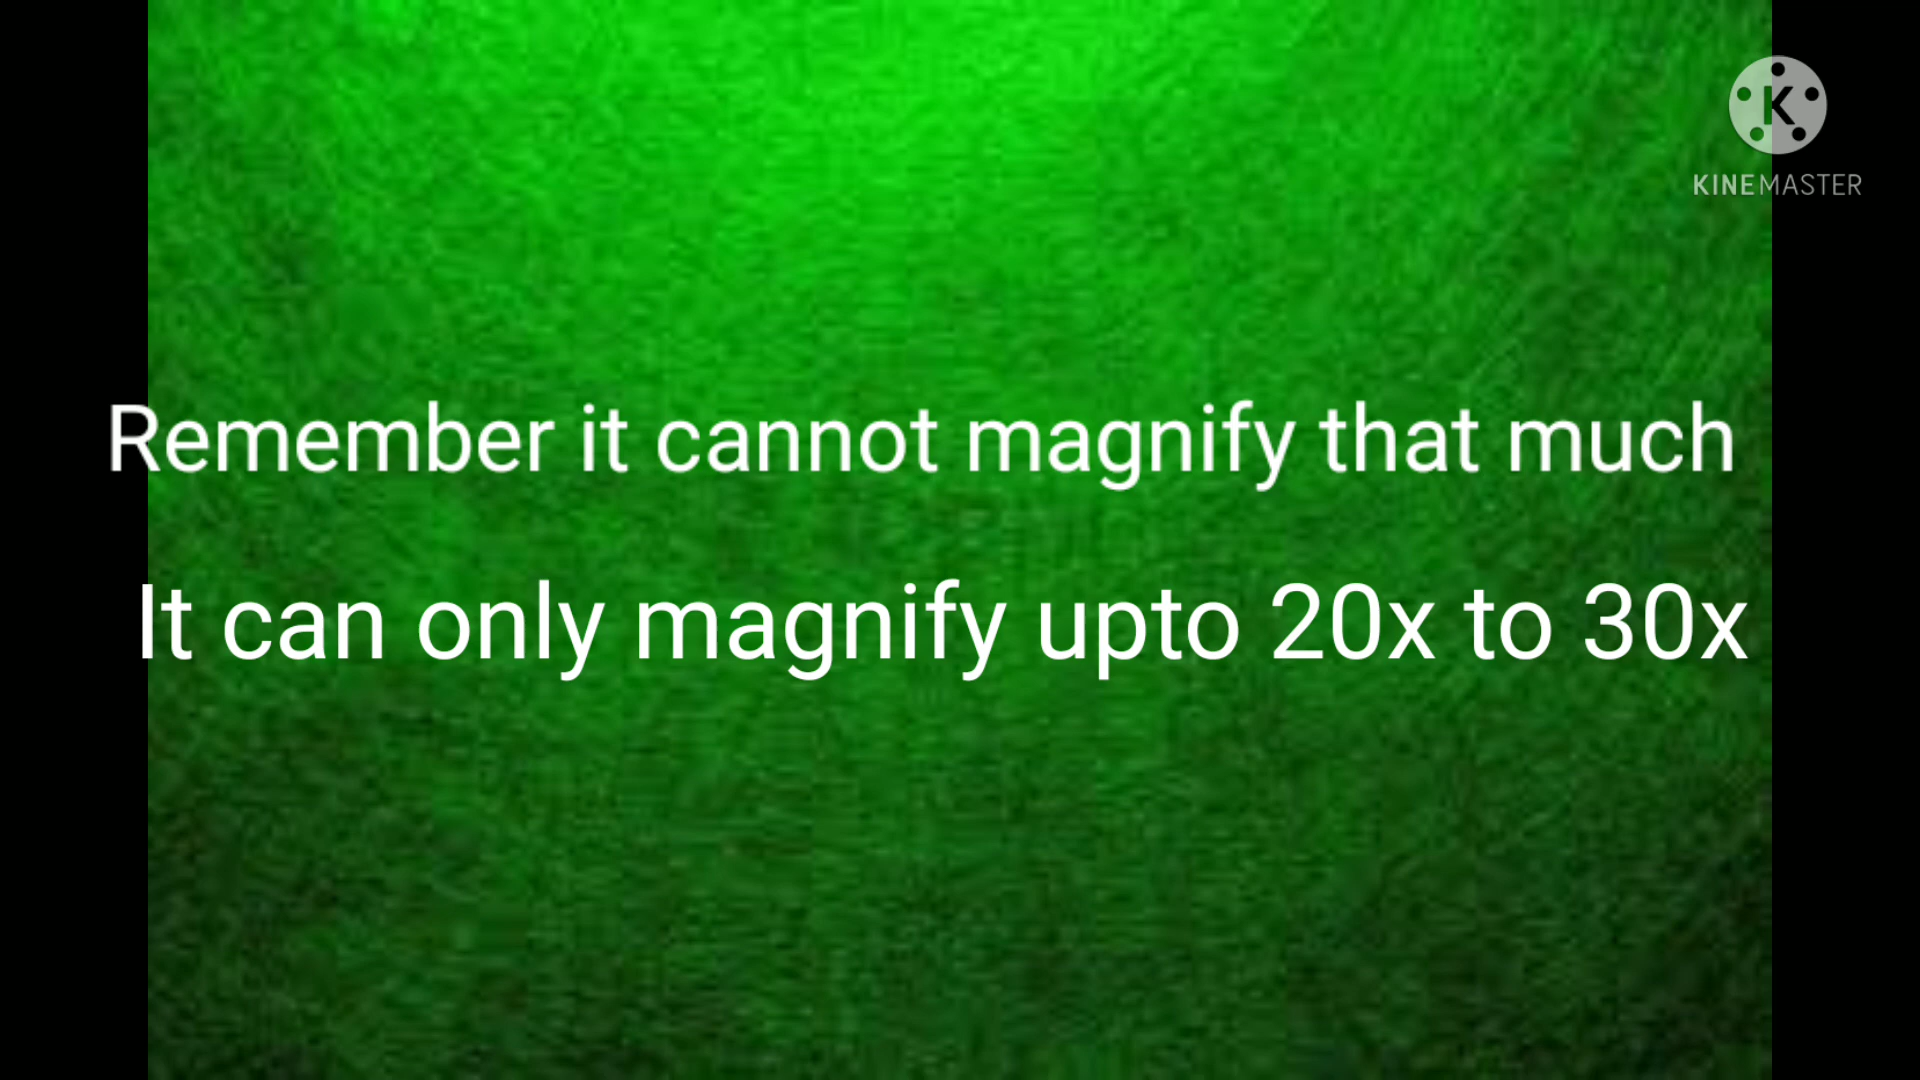 K
KINEMASTER
Remember it cannot magnify that much
It can only magnify upto 20x to 30x